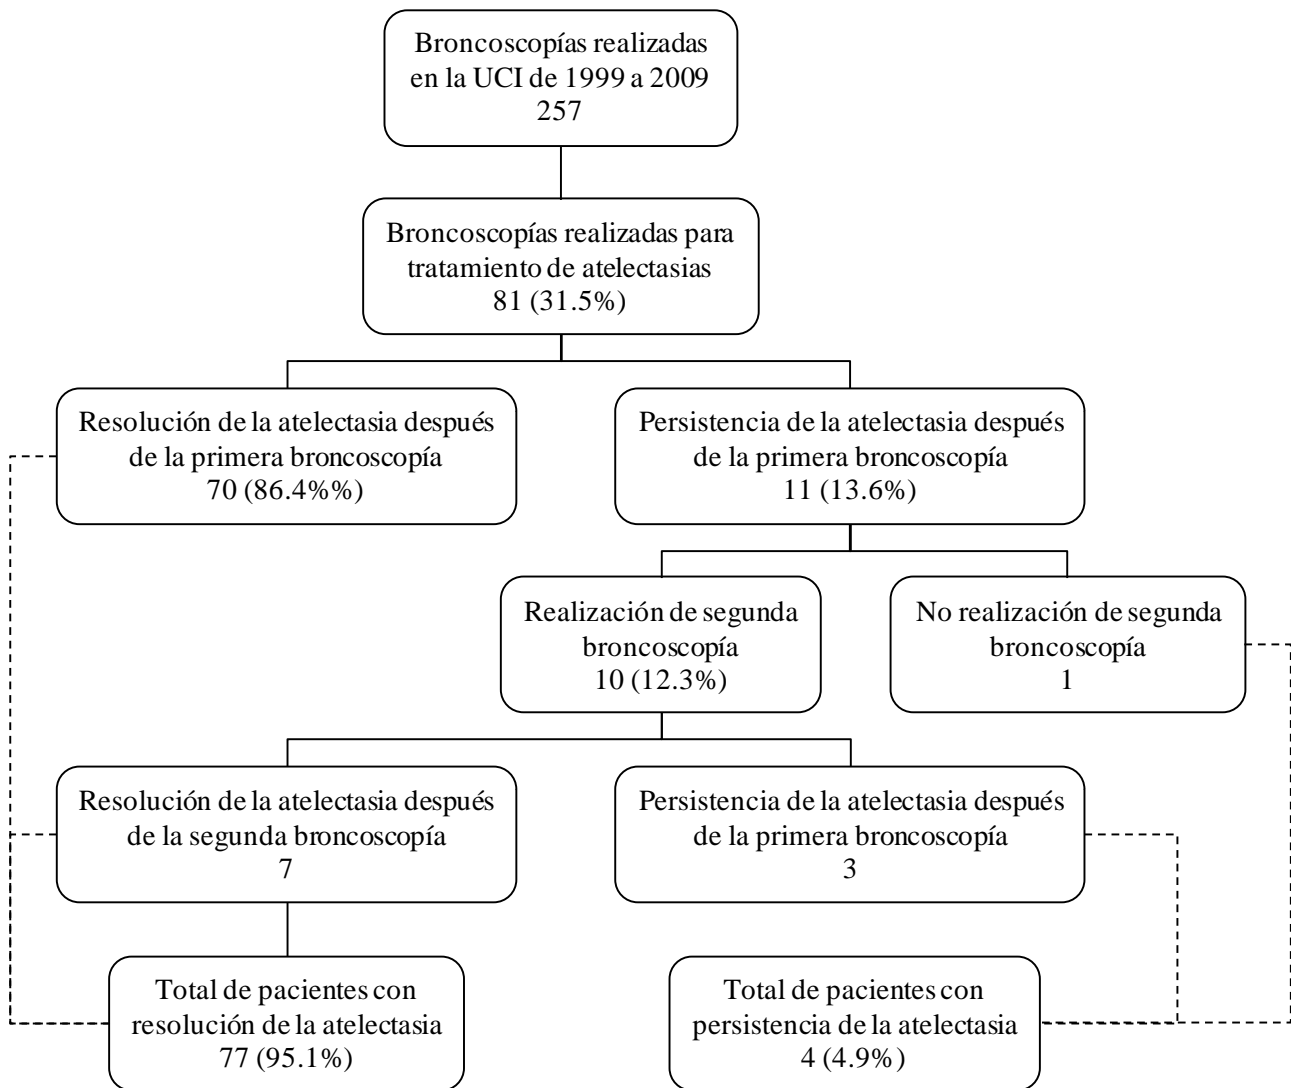 Broncoscopías realizadas
en la UCI de 1999 a 2009
257
Broncoscopías realizadas para
tratamiento de atelectasias
81 (31.5%)
Resolución de la atelectasia después
de la primera broncoscopía
70 (86.4%%)
Persistencia de la atelectasia después
de la primera broncoscopía
11 (13.6%)
Realización de segunda
broncoscopía
10 (12.3%)
No realización de segunda
broncoscopía
1
Resolución de la atelectasia después
de la segunda broncoscopía
7
Persistencia de la atelectasia después
de la primera broncoscopía
3
Total de pacientes con
resolución de la atelectasia
77 (95.1%)
Total de pacientes con
persistencia de la atelectasia
4 (4.9%)